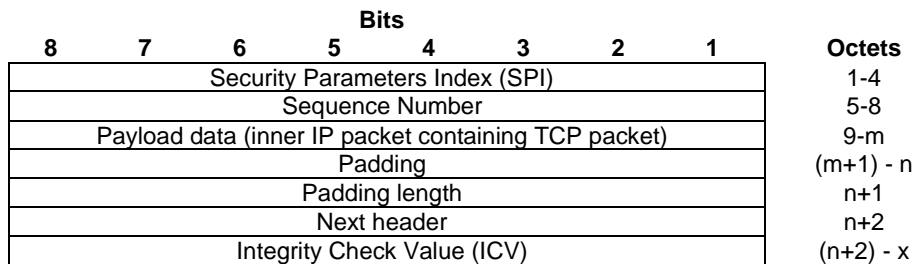 Bits
8 7 6 5 4 3 2 1 Octets
Security Parameters Index (SPI) 1-4
Sequence Number 5-8
Payload data (inner IP packet containing TCP packet) 9-m
Padding (m+1) - n
Padding length n+1
Next header n+2
Integrity Check Value (ICV) (n+2) - x